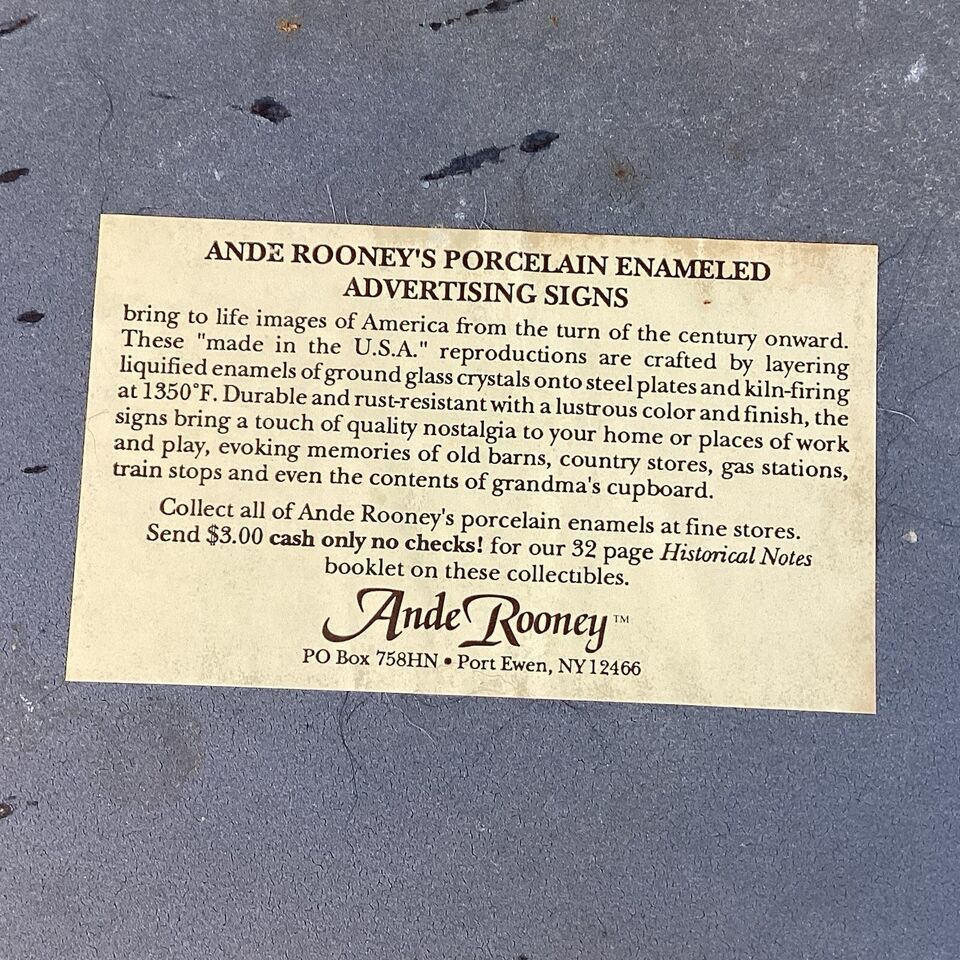 ANDE ROONEY'S PORCELAIN ENAMELED
ADVERTISING SIGNS
bring to life images of America from the turn of the century onward.
These "made in the U.S.A." reproductions are crafted by layering
liquified enamels of ground glass crystals onto steel plates and kiln-firing
at 1350°F. Durable and rust-resistant with a lustrous color and finish, the
signs bring a touch of quality nostalgia to your home or places of work
and play, evoking memories of old barns, country stores, gas stations,
train stops and even the contents of grandma's cupboard.
Collect all of Ande Rooney's porcelain enamels at fine stores.
Send $3.00 cash only no checks! for our 32 page Historical Notes
booklet on these collectibles.
Ande Rooney™
PO Box 758HN • Port Ewen, NY 12466